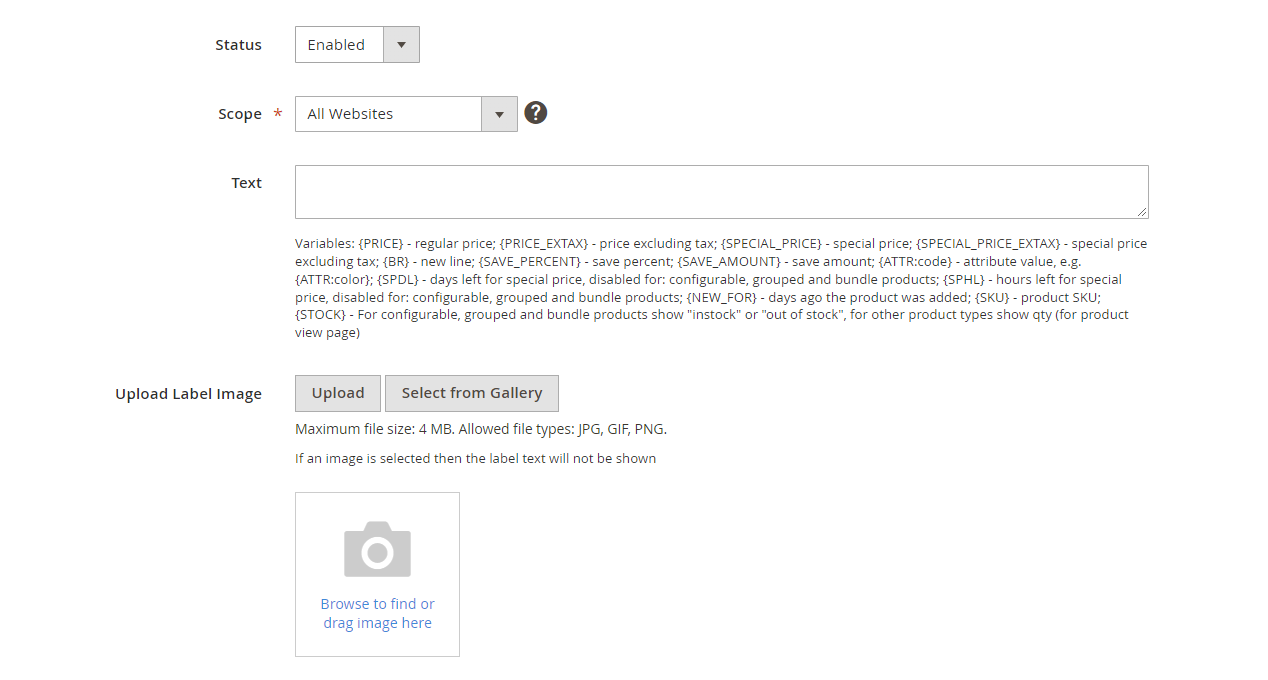 Status Enabled
Scope * All Websites ?
Text
Variables: {PRICE} - regular price; {PRICE_EXTAX} - price excluding tax; {SPECIAL_PRICE} - special price; {SPECIAL_PRICE_EXTAX} - special price
excluding tax; {BR} - new line; {SAVE_PERCENT} - save percent; {SAVE_AMOUNT} - save amount; {ATTR:code} - attribute value, e.g.
{ATTR:color}; {SPDL} - days left for special price, disabled for: configurable, grouped and bundle products; {SPHL} - hours left for special
price, disabled for: configurable, grouped and bundle products; {NEW_FOR} - days ago the product was added; {SKU} - product SKU;
{STOCK} - For configurable, grouped and bundle products show "instock" or "out of stock", for other product types show qty (for product
view page)
Upload Label Image Upload Select from Gallery
Maximum file size: 4 MB. Allowed file types: JPG, GIF, PNG.
If an image is selected then the label text will not be shown
Browse to find or
drag image here